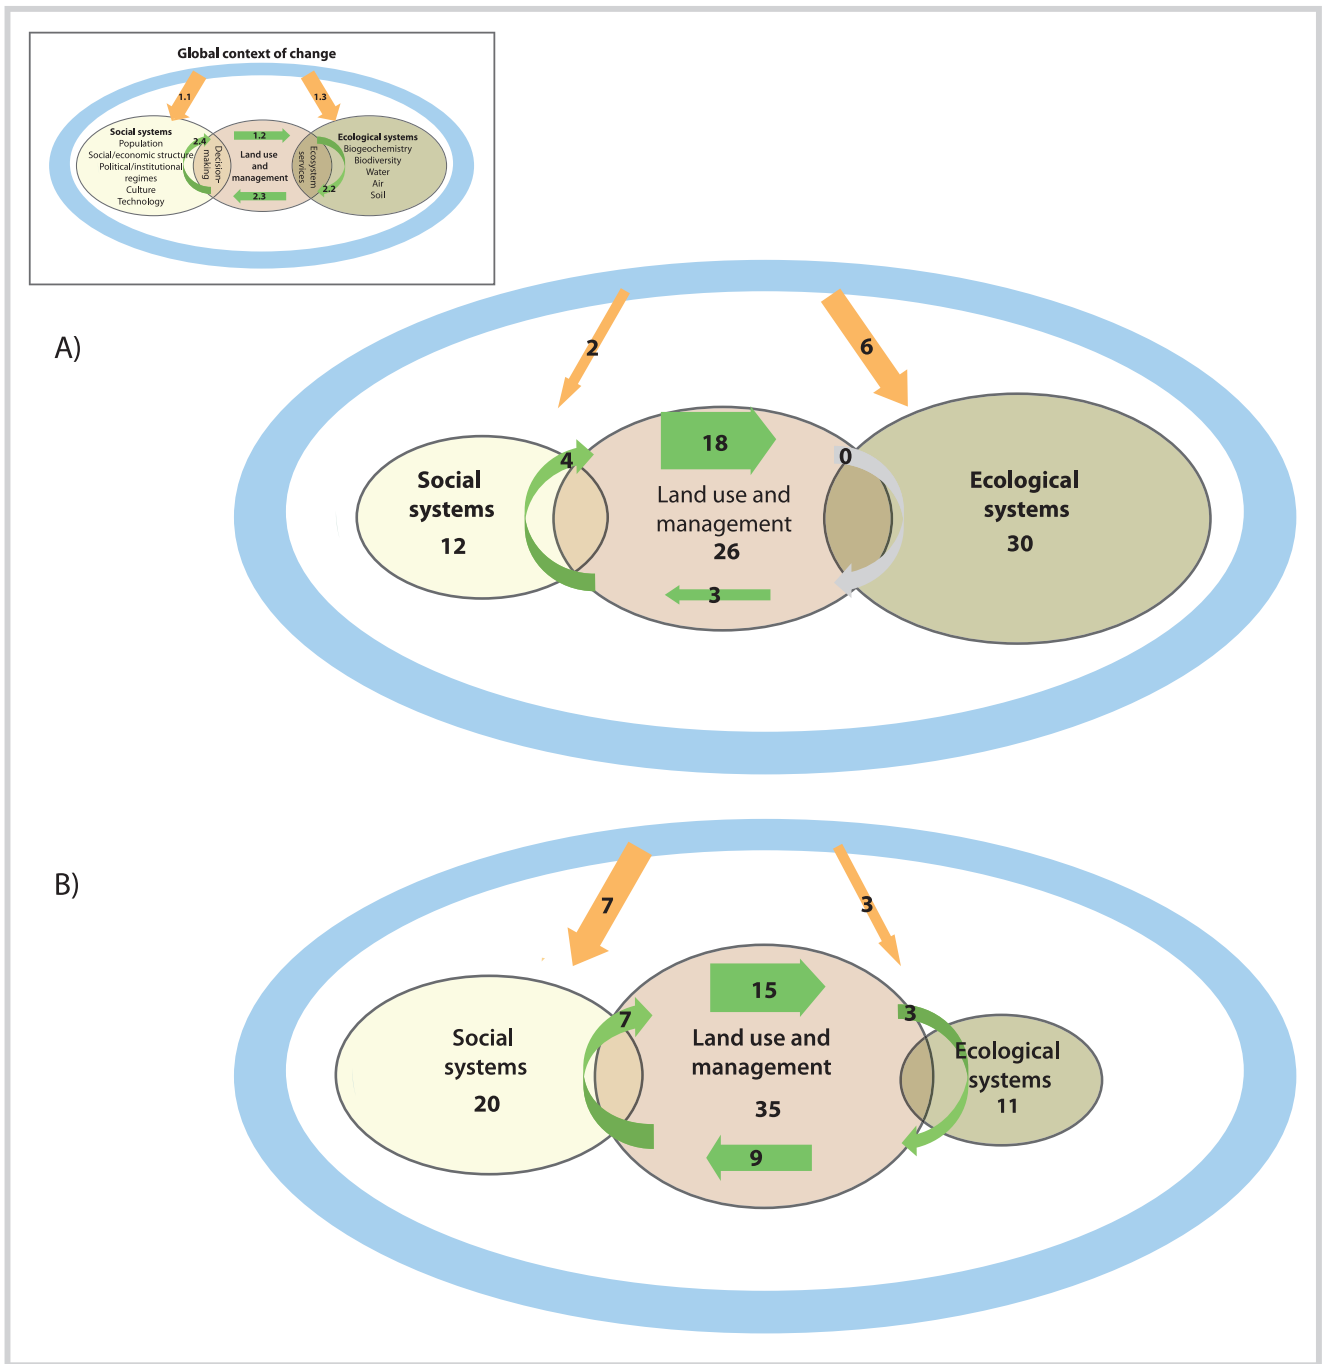 Global context of change
1.1
1.3
Social systems
Population
Social/economic structure
Political/institutional
regimes
Culture
Technology
2.4
Decision-
making
1.2
Land use
and
management
2.3
Ecosystem
services
2.2
Ecological systems
Biogeochemistry
Biodiversity
Water
Air
Soil
A)
2
6
Social
systems
12
4
18
Land use and
management
26
3
0
Ecological
systems
30
B)
7
3
Social
systems
20
7
15
Land use and
management
35
9
3
Ecological
systems
11